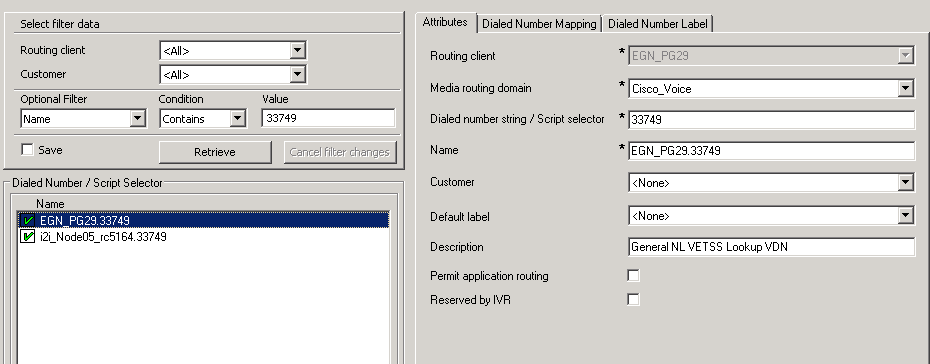 Select filter data
Routing client <All>
Customer <All>
Optional Filter Condition Value
Name Contains 33749
Save Retrieve Cancel filter changes
Dialed Number / Script Selector
Name
EGN_PG29.33749
i2i_Node05_rc5164.33749
Attributes Dialed Number Mapping Dialed Number Label
Routing client * EGN_PG29
Media routing domain * Cisco_Voice
Dialed number string / Script selector * 33749
Name * EGN_PG29.33749
Customer <None>
Default label <None>
Description General NL VETSS Lookup VDN
Permit application routing
Reserved by IVR